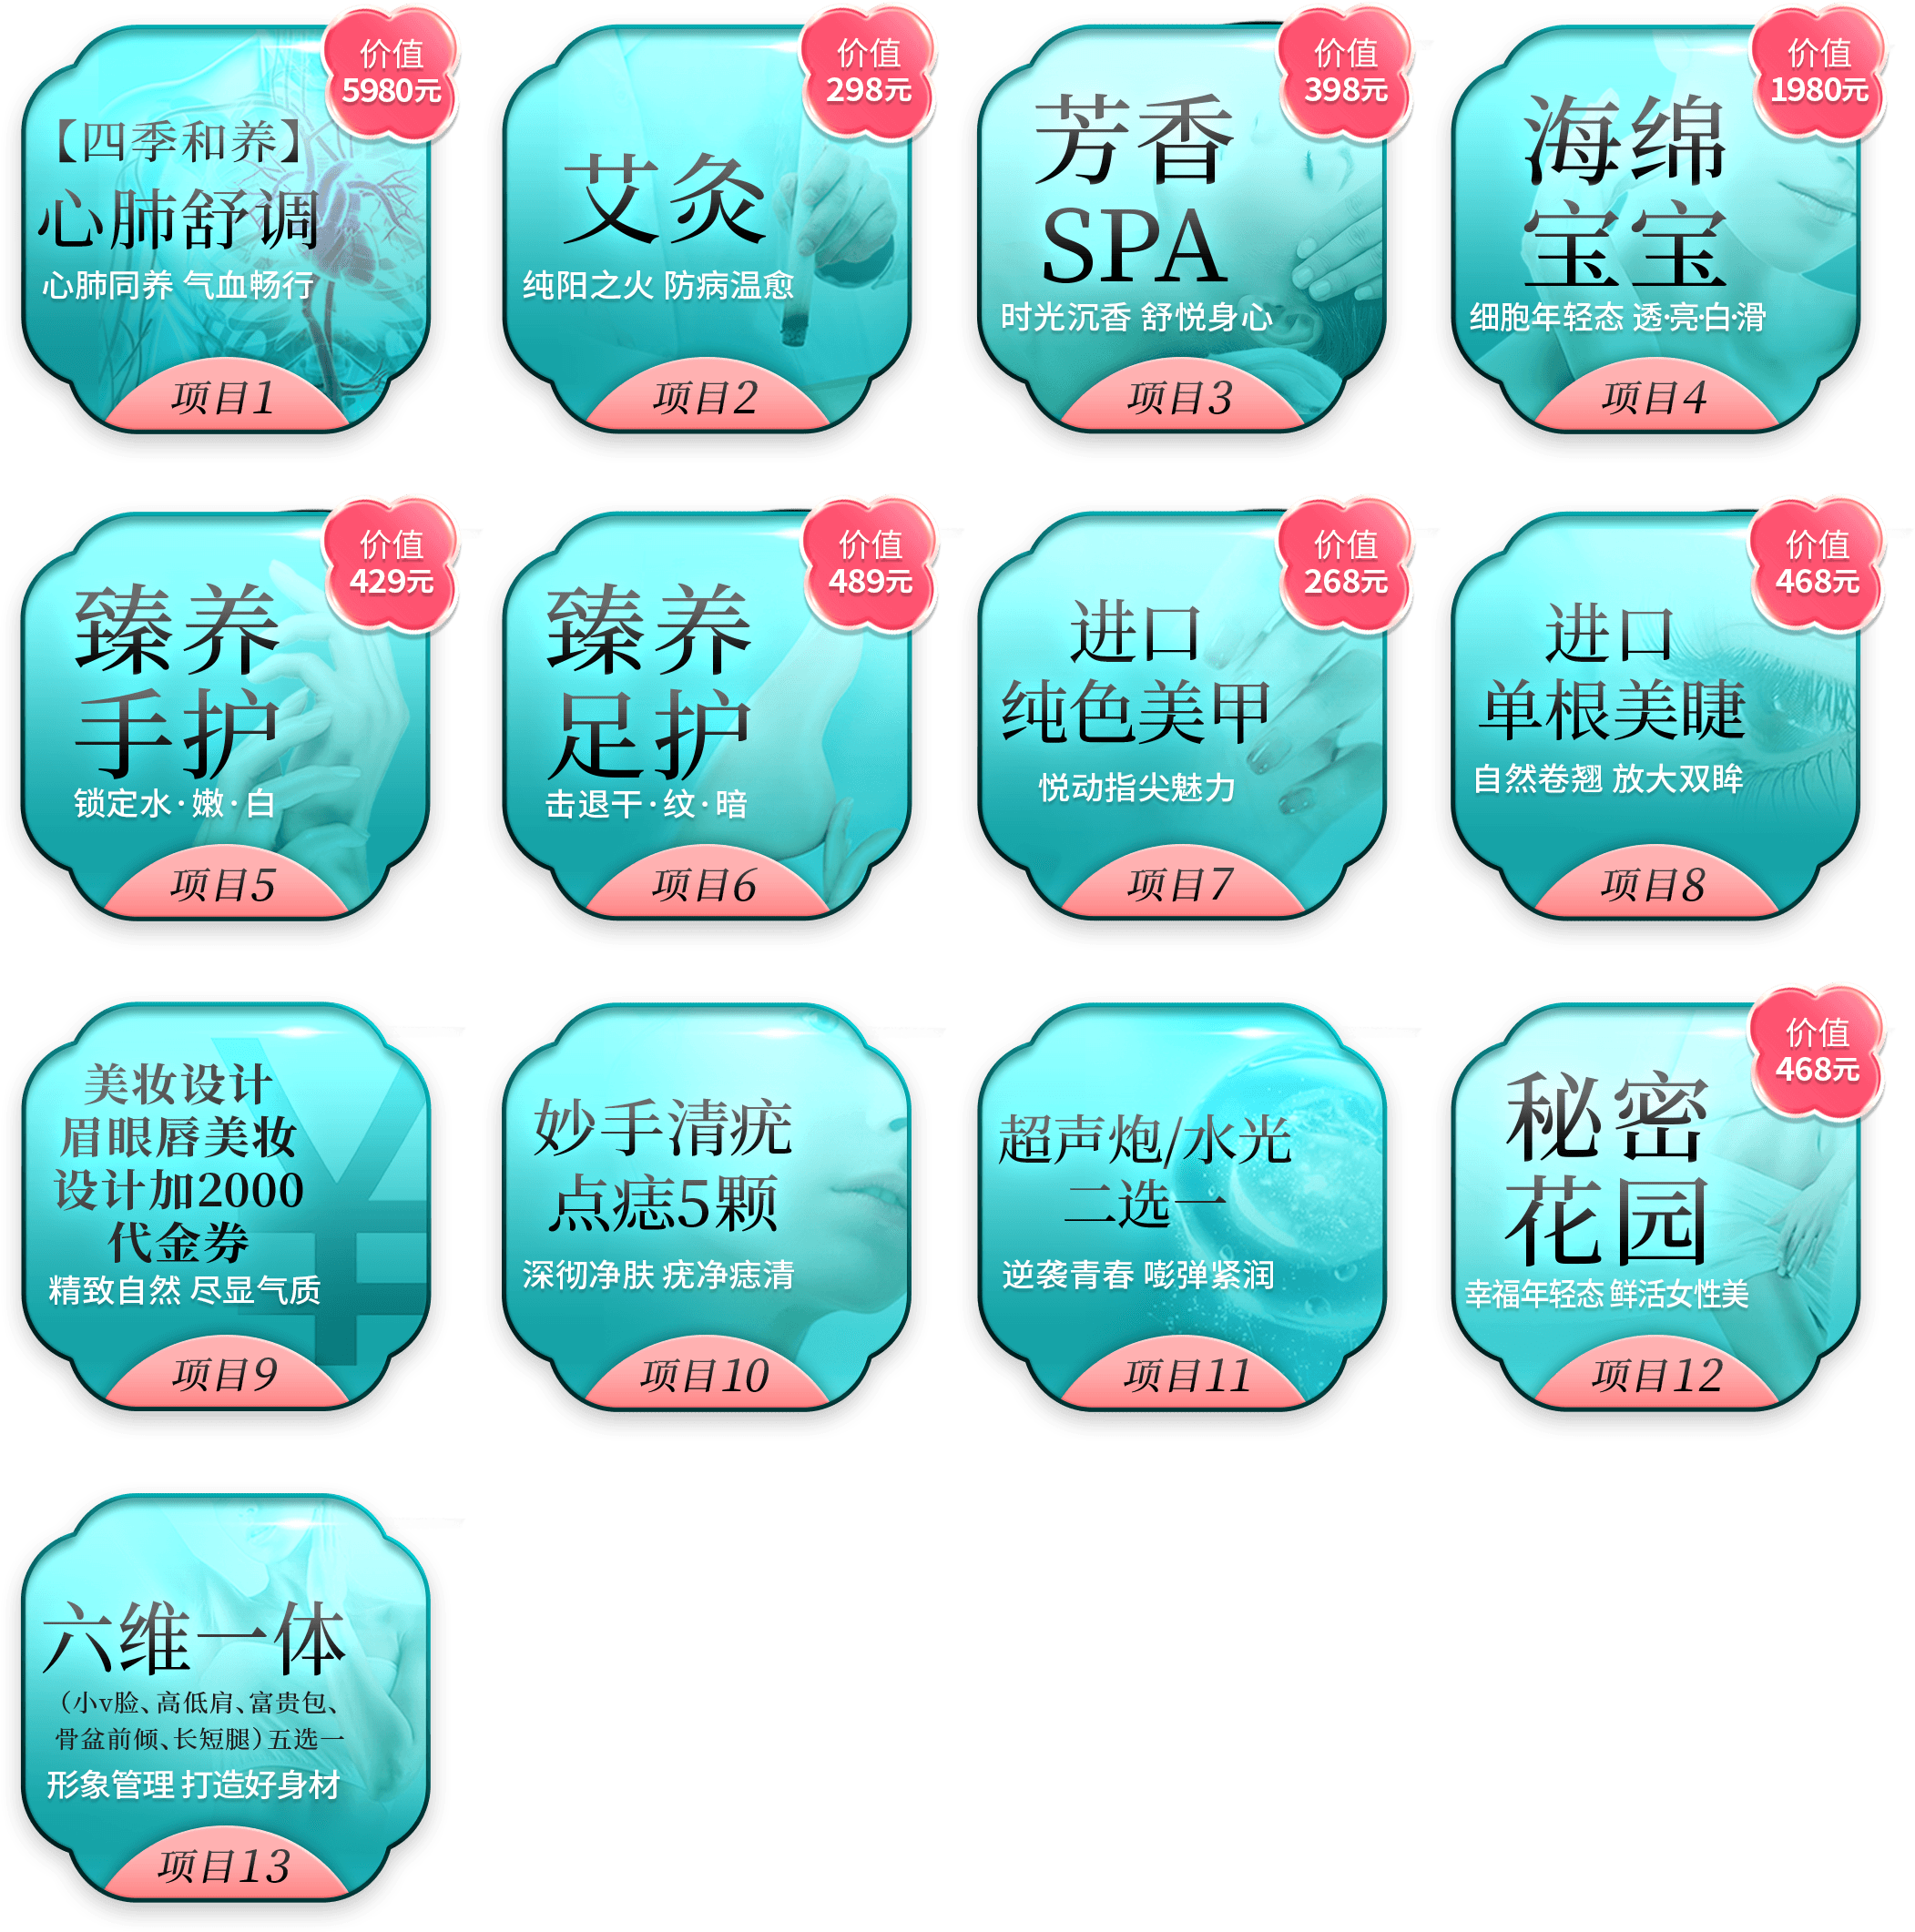 价值
5980元
【四季和养】
心肺舒调
心肺同养 气血畅行
项目1
价值
298元
艾灸
纯阳之火 防病温愈
项目2
价值
398元
芳香
SPA
时光沉香 舒悦身心
项目3
价值
1980元
海绵
宝宝
细胞年轻态 透·亮·白·滑
项目4
价值
429元
臻养
手护
锁定水·嫩·白
项目5
价值
489元
臻养
足护
击退干·纹·暗
项目6
价值
268元
进口
纯色美甲
悦动指尖魅力
项目7
价值
468元
进口
单根美睫
自然卷翘 放大双眸
项目8
美妆设计
眉眼唇美妆
设计加2000
代金券
精致自然 尽显气质
项目9
妙手清疣
点痣5颗
深彻净肤 疣净痣清
项目10
超声炮/水光
二选一
逆袭青春 嘭弹紧润
项目11
价值
468元
秘密
花园
幸福年轻态 鲜活女性美
项目12
六维一体
（小v脸、高低肩、富贵包、
骨盆前倾、长短腿）五选一
形象管理 打造好身材
项目13